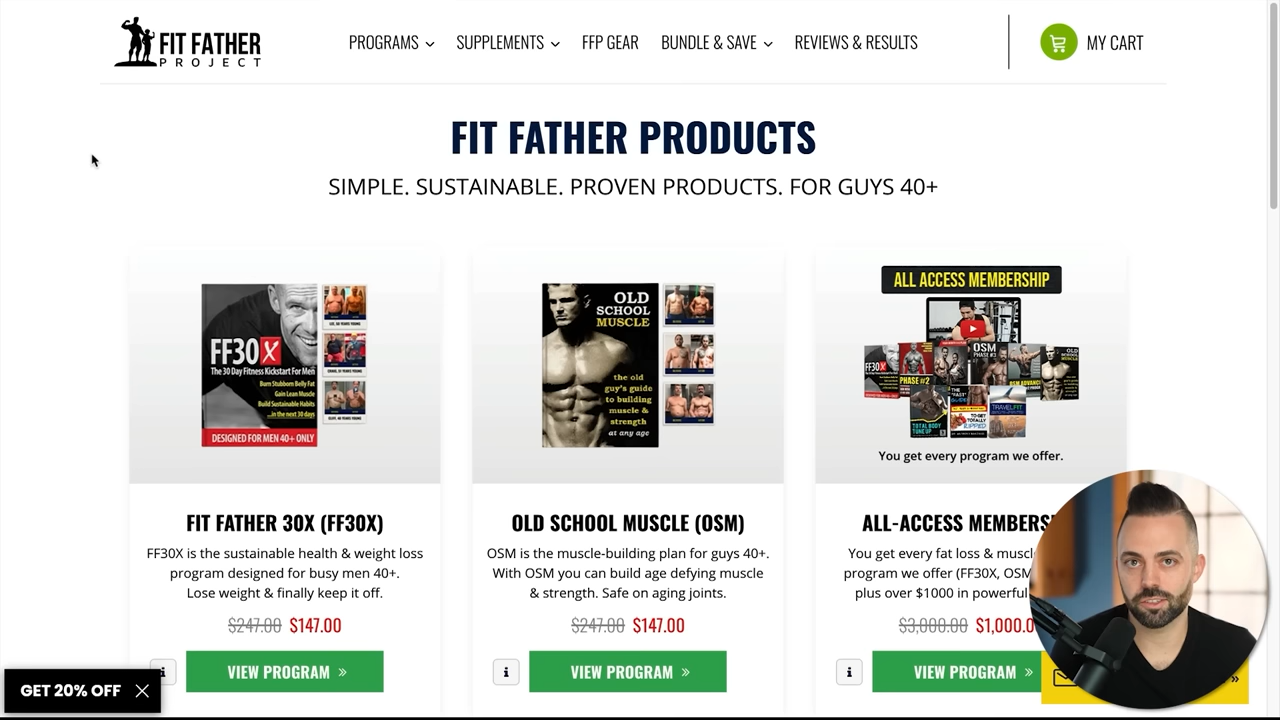 FIT FATHER
PROJECT
PROGRAMS
SUPPLEMENTS
FFP GEAR
BUNDLE & SAVE
REVIEWS & RESULTS
MY CART
FIT FATHER PRODUCTS
SIMPLE. SUSTAINABLE. PROVEN PRODUCTS. FOR GUYS 40+
FF30X
The 30 Day Fitness Kickstart For Men
Burn Stubborn Belly Fat
Gain Lean Muscle
Build Sustainable Habits
...in the next 30 days
DESIGNED FOR MEN 40+ ONLY
OLD
SCHOOL
MUSCLE
the old
guy's guide
to building
muscle &
strength
at any age
ALL ACCESS MEMBERSHIP
OSM
PHASE #2
TRAVELFIT
You get every program we offer.
FIT FATHER 30X (FF30X)
FF30X is the sustainable health & weight loss
program designed for busy men 40+.
Lose weight & finally keep it off.
$247.00 $147.00
i
VIEW PROGRAM »
OLD SCHOOL MUSCLE (OSM)
OSM is the muscle-building plan for guys 40+.
With OSM you can build age defying muscle
& strength. Safe on aging joints.
$247.00 $147.00
i
VIEW PROGRAM »
ALL-ACCESS MEMBERS
You get every fat loss & muscl
program we offer (FF30X, OSM
plus over $1000 in powerful
$3,000.00 $1,000.0
i
VIEW PROGRAM »
GET 20% OFF
»